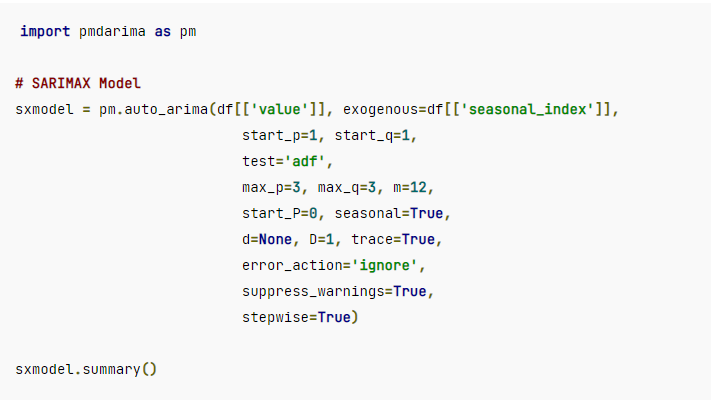 import pmdarima as pm
# SARIMAX Model
sxmodel = pm.auto_arima(df[['value']], exogenous=df[['seasonal_index']],
start_p=1, start_q=1,
test='adf',
max_p=3, max_q=3, m=12,
start_P=0, seasonal=True,
d=None, D=1, trace=True,
error_action='ignore',
suppress_warnings=True,
stepwise=True)
sxmodel.summary()